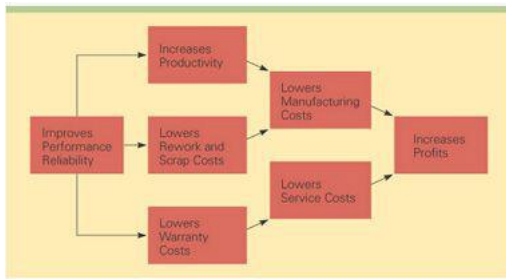 Improves
Performance
Reliability
Increases
Productivity
Lowers
Rework and
Scrap Costs
Lowers
Warranty
Costs
Lowers
Manufacturing
Costs
Lowers
Service Costs
Increases
Profits